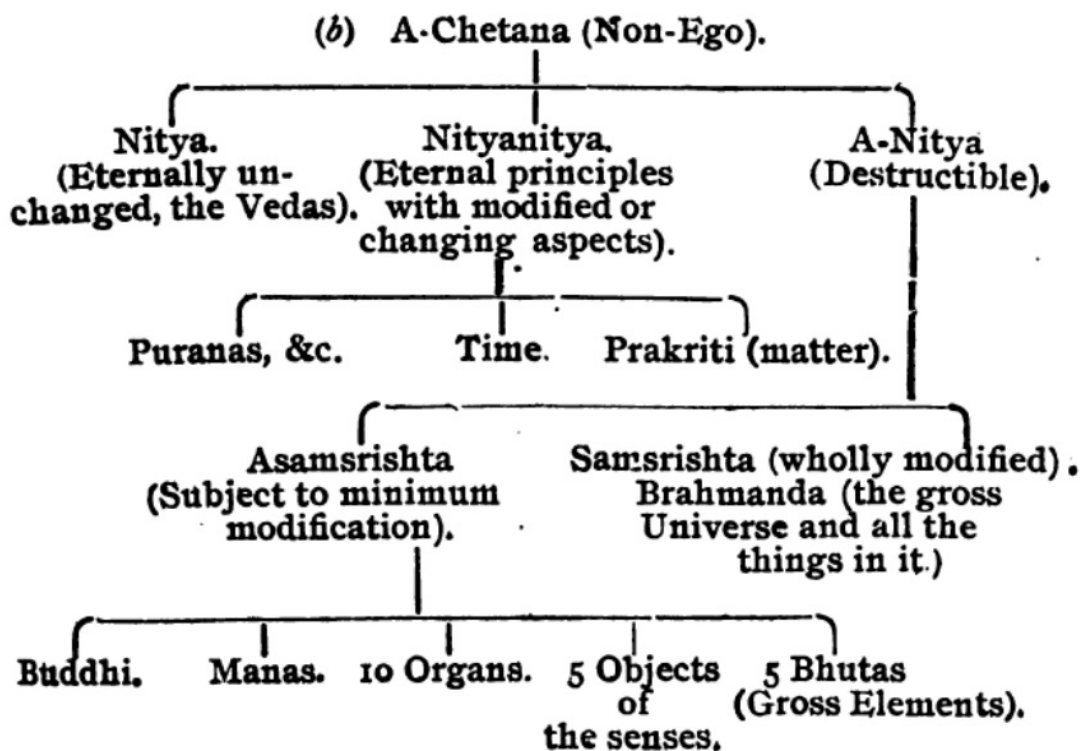 (b) A-Chetana (Non-Ego).
Nitya.
(Eternally un-
changed, the Vedas).
Nityanitya.
(Eternal principles
with modified or
changing aspects).
A-Nitya
(Destructible).
Puranas, &c. Time. Prakriti (matter).
Asamsrishta
(Subject to minimum
modification).
Samsrishta (wholly modified).
Brahmanda (the gross
Universe and all the
things in it.)
Buddhi. Manas. 10 Organs. 5 Objects
of
the senses.
5 Bhutas
(Gross Elements).